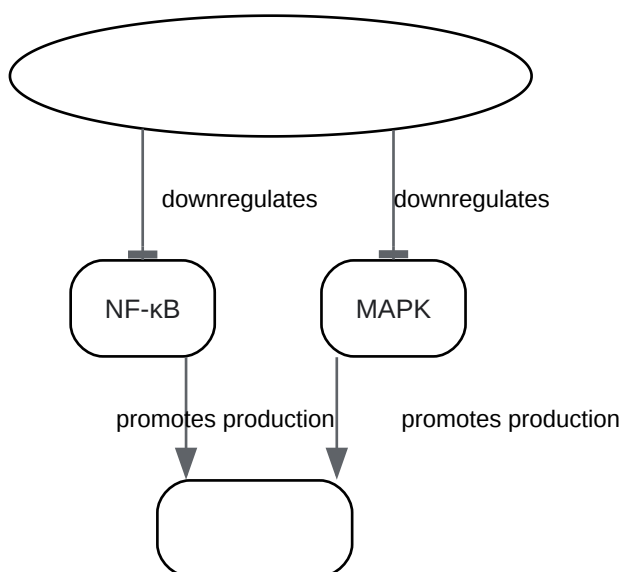 downregulates
downregulates
NF-κB
MAPK
promotes production
promotes production